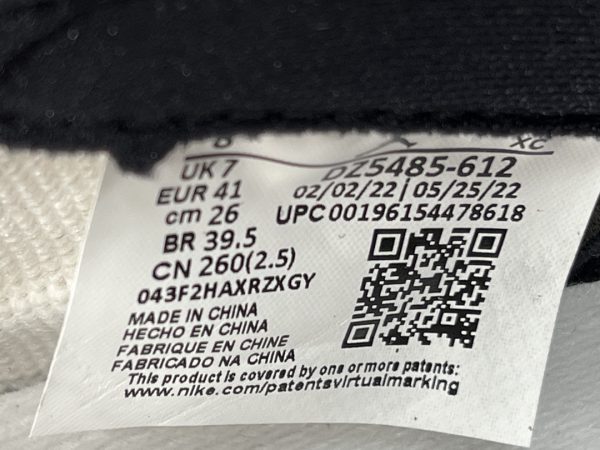 XC
UK 7
DZ5485-612
EUR 41
02/02/22 | 05/25/22
cm 26
UPC 00196154478618
BR 39.5
CN 260(2.5)
043F2HAXRZXGY
MADE IN CHINA
HECHO EN CHINA
FABRIQUE EN CHINE
FABRICADO NA CHINA
This product is covered by one or more patents:
www.nike.com/patentsvirtualmarking